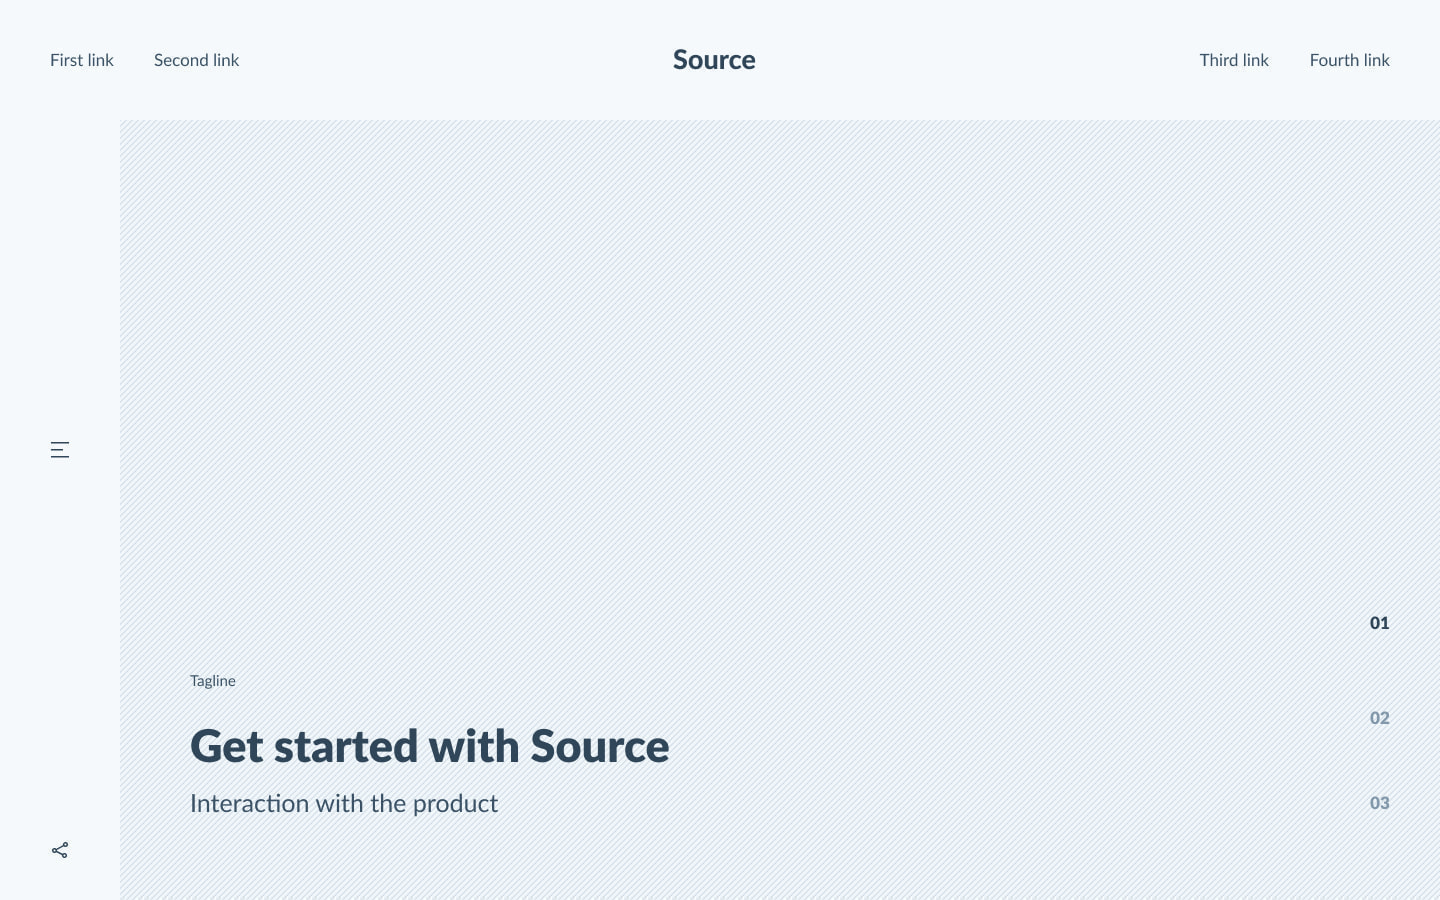 First link
Second link
Source
Third link
Fourth link
01
Tagline
02
Get started with Source
Interaction with the product
03